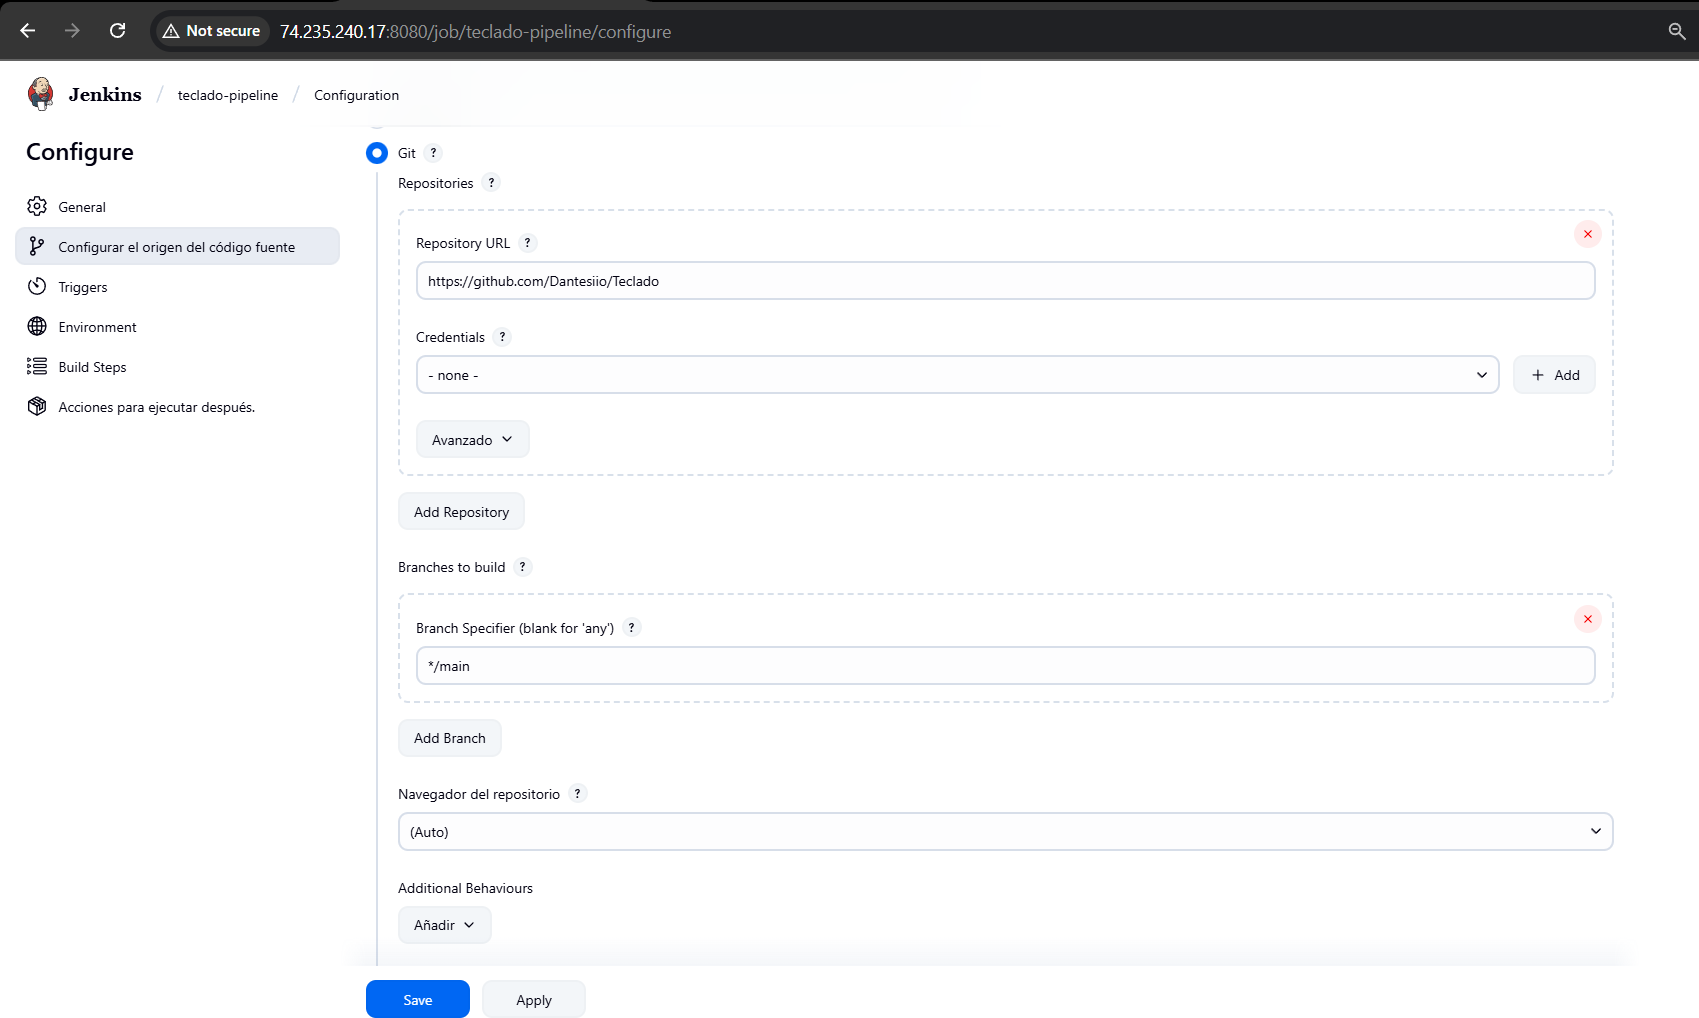 Not secure 74.235.240.17:8080/job/teclado-pipeline/configure
Jenkins / teclado-pipeline / Configuration
Configure
General
Configurar el origen del código fuente
Triggers
Environment
Build Steps
Acciones para ejecutar después.
Git ?
Repositories ?
Repository URL ?
https://github.com/Dantesiio/Teclado
Credentials ?
- none -
+ Add
Avanzado
Add Repository
Branches to build ?
Branch Specifier (blank for 'any') ?
*/main
Add Branch
Navegador del repositorio ?
(Auto)
Additional Behaviours
Añadir
Save
Apply